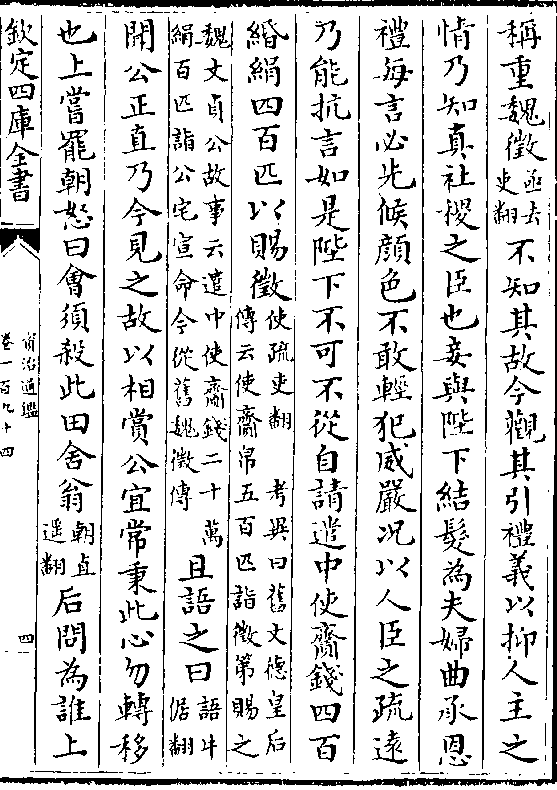 稱重魏徵亟去吏翻不知其故今觀其引禮義以抑人主之
情乃知真社稷之臣也妾與陛下結髮為夫婦曲承恩
禮每言必先候顔色不敢輕犯威嚴况以人臣之疏遠
乃能抗言如是陛下不可不從自請遣中使齎錢四百
緡絹四百匹以賜徵使疏吏翻 考異曰舊文德皇后傳云使齎帛五百匹詣徵第賜之
魏文貞公故事云遣中使齎錢二十萬絹百匹詣公宅宣命今從舊魏徵傳且語之曰語牛倨翻
聞公正直乃今見之故以相賞公宜常秉此心勿轉移
也上嘗罷朝怒曰會須殺此田舍翁朝直遥翻后問為誰上
欽定四庫全書
資治通鑑
卷一百九十四
四